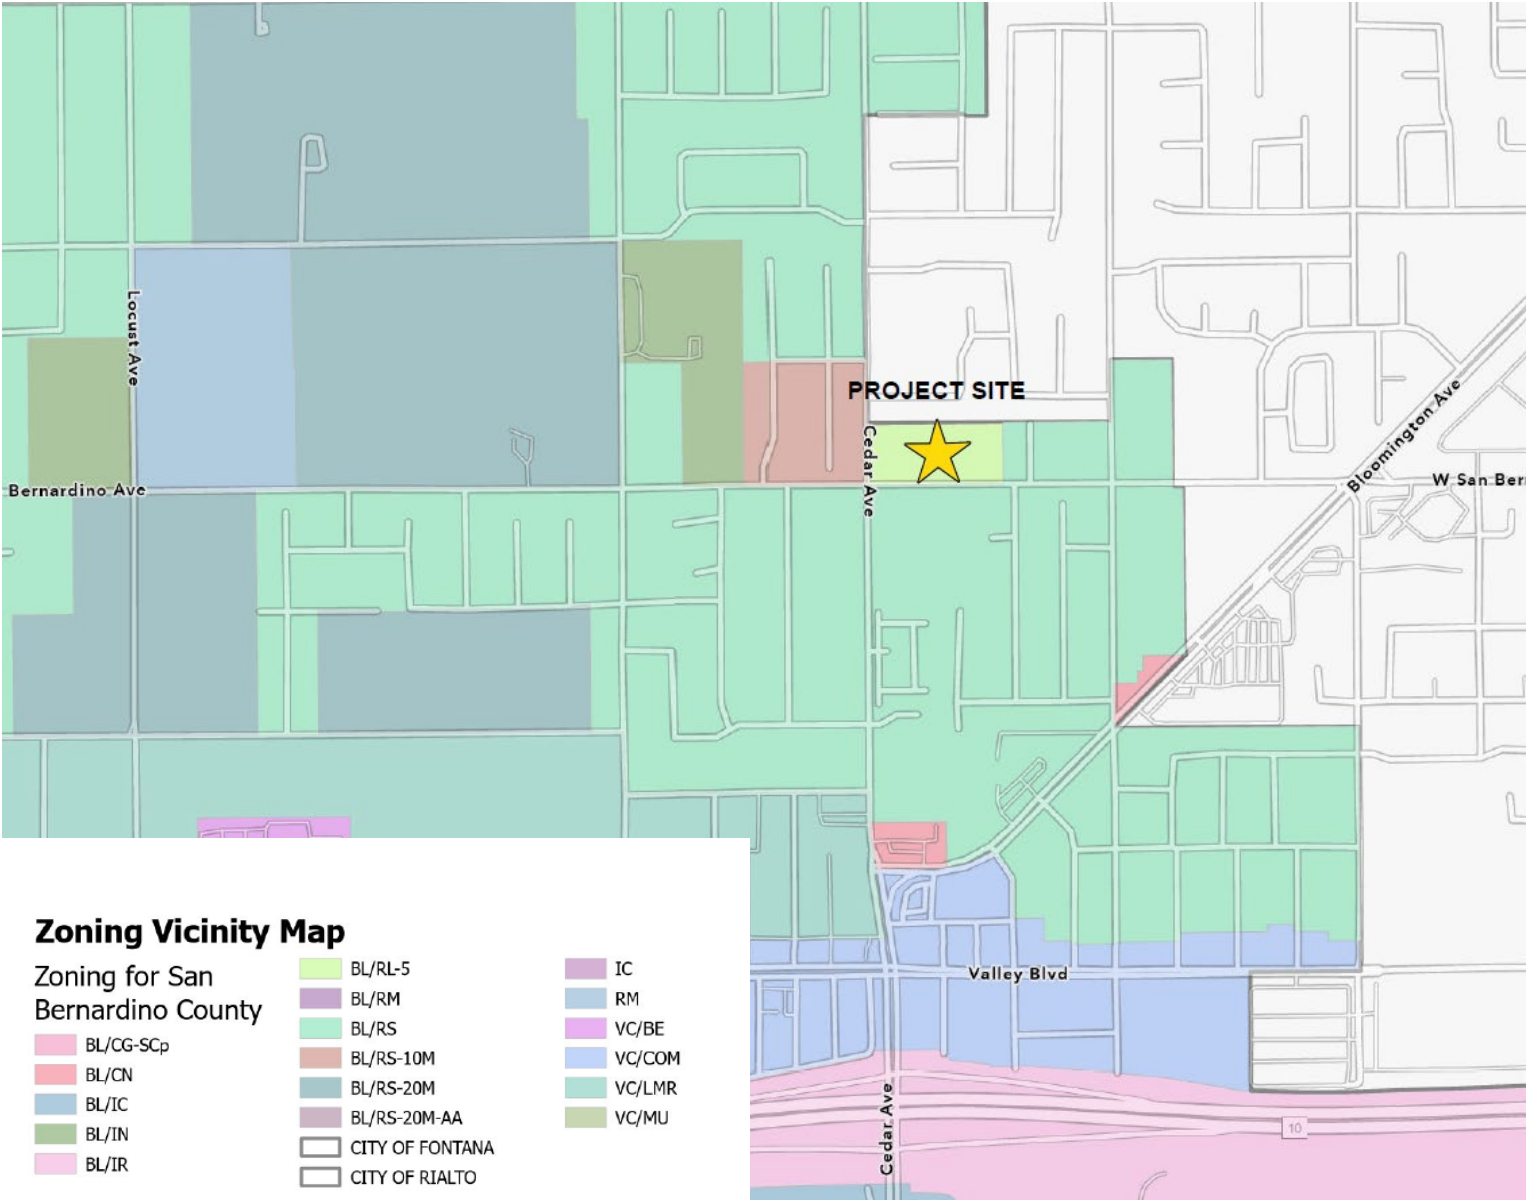 Locust Ave
PROJECT SITE
Cedar Ave
Bloomington Ave
Bernardino Ave
W San Ber
Valley Blvd
Cedar Ave
10
Zoning Vicinity Map
Zoning for San
Bernardino County
BL/CG-SCp
BL/CN
BL/IC
BL/IN
BL/IR
BL/RL-5
BL/RM
BL/RS
BL/RS-10M
BL/RS-20M
BL/RS-20M-AA
CITY OF FONTANA
CITY OF RIALTO
IC
RM
VC/BE
VC/COM
VC/LMR
VC/MU